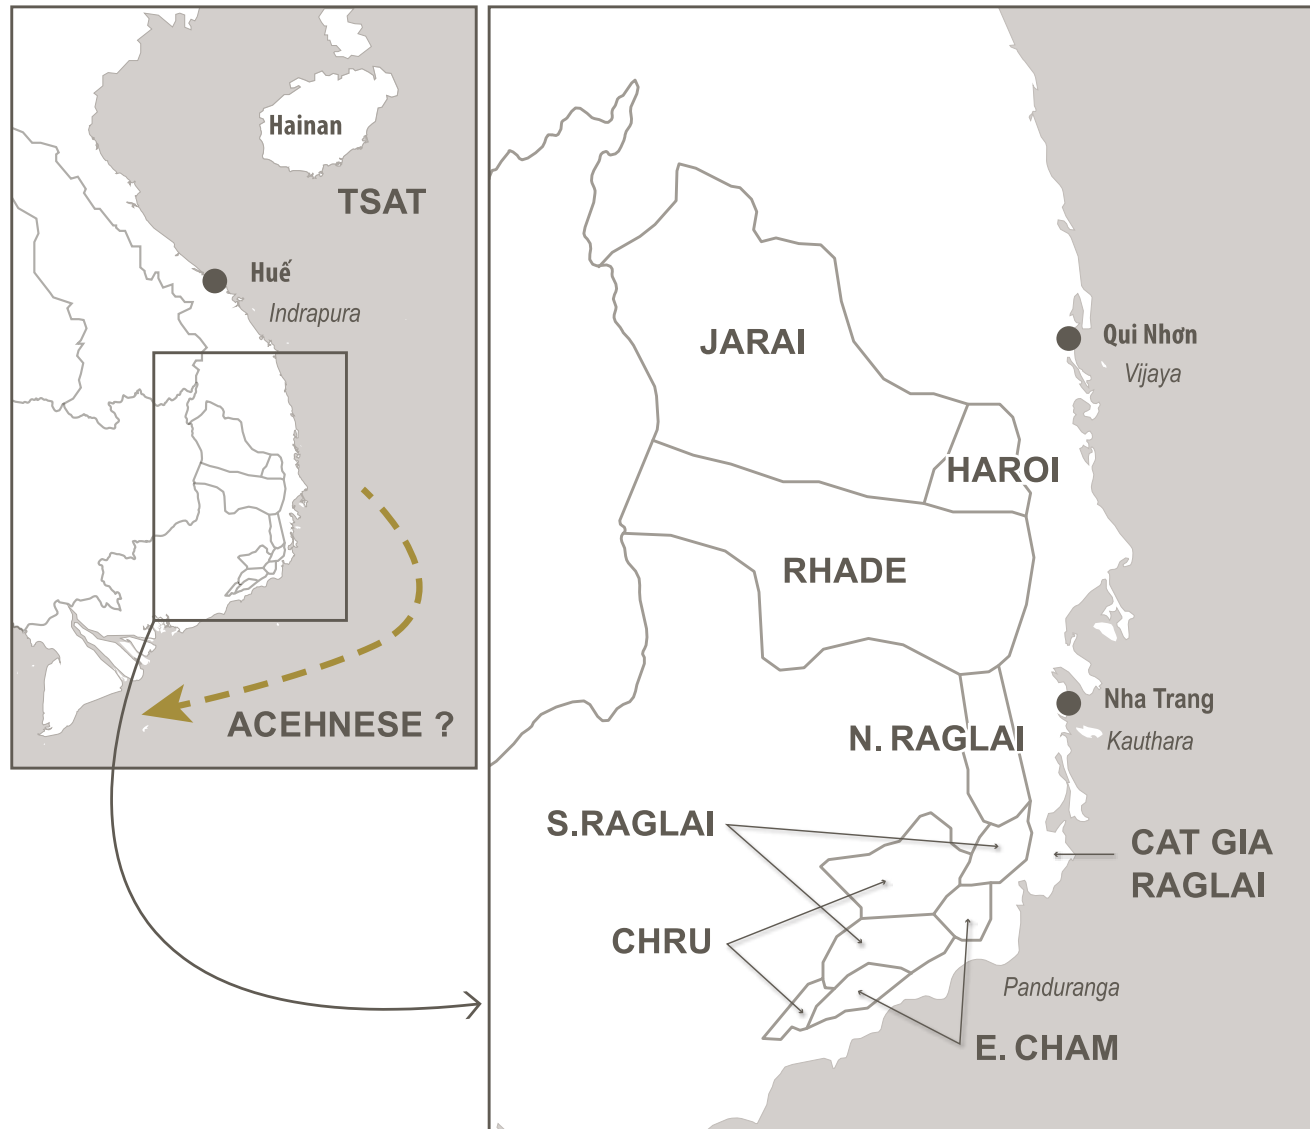 Hainan
TSAT
Huế
Indrapura
ACEHNESE ?
JARAI
Qui Nhơn
Vijaya
HAROI
RHADE
Nha Trang
N. RAGLAI
Kauthara
S.RAGLAI
CAT GIA
RAGLAI
CHRU
Panduranga
E. CHAM